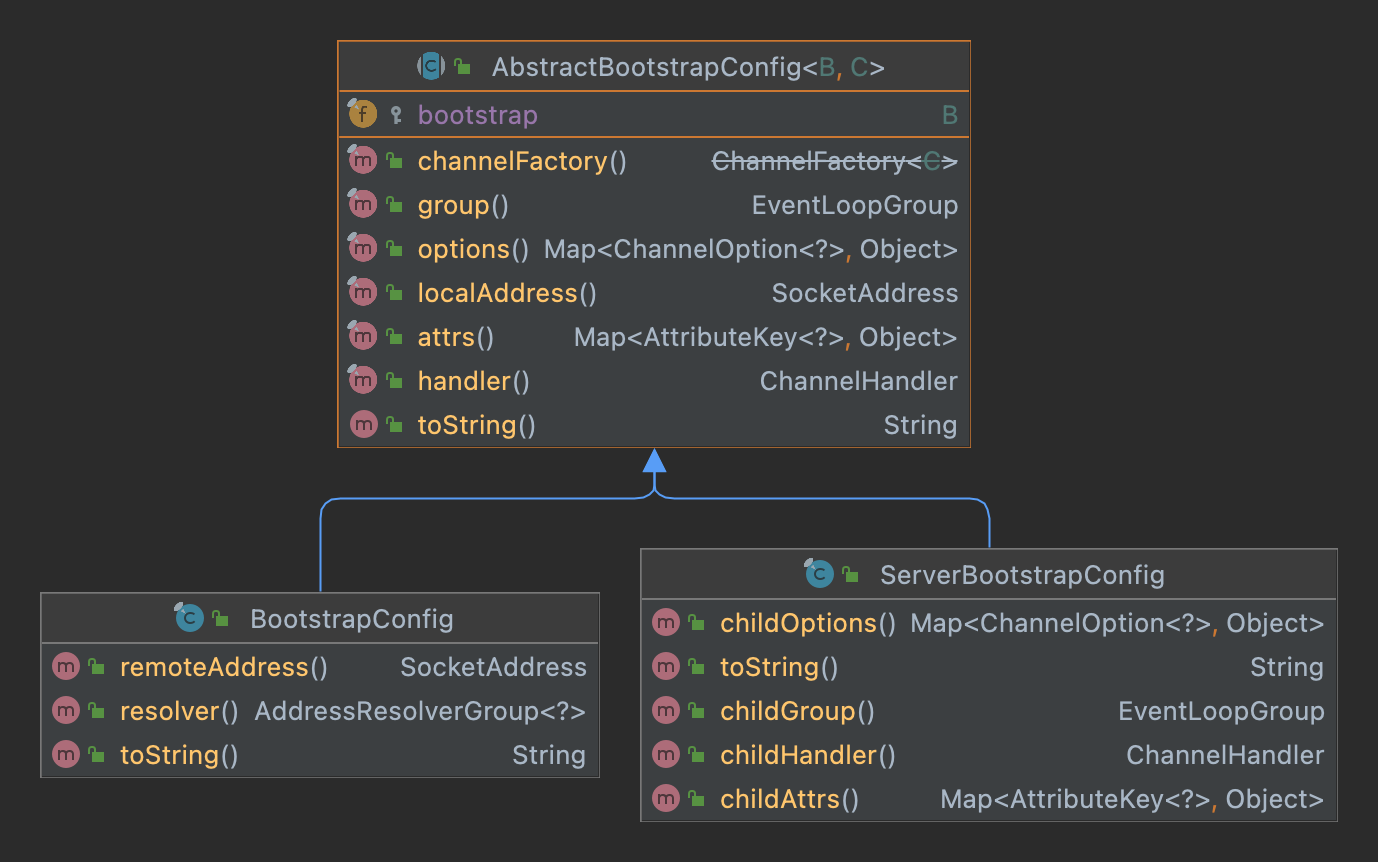 AbstractBootstrapConfig<B, C>
bootstrap B
channelFactory() ChannelFactory<C>
group() EventLoopGroup
options() Map<ChannelOption<?>, Object>
localAddress() SocketAddress
attrs() Map<AttributeKey<?>, Object>
handler() ChannelHandler
toString() String
BootstrapConfig
remoteAddress() SocketAddress
resolver() AddressResolverGroup<?>
toString() String
ServerBootstrapConfig
childOptions() Map<ChannelOption<?>, Object>
toString() String
childGroup() EventLoopGroup
childHandler() ChannelHandler
childAttrs() Map<AttributeKey<?>, Object>